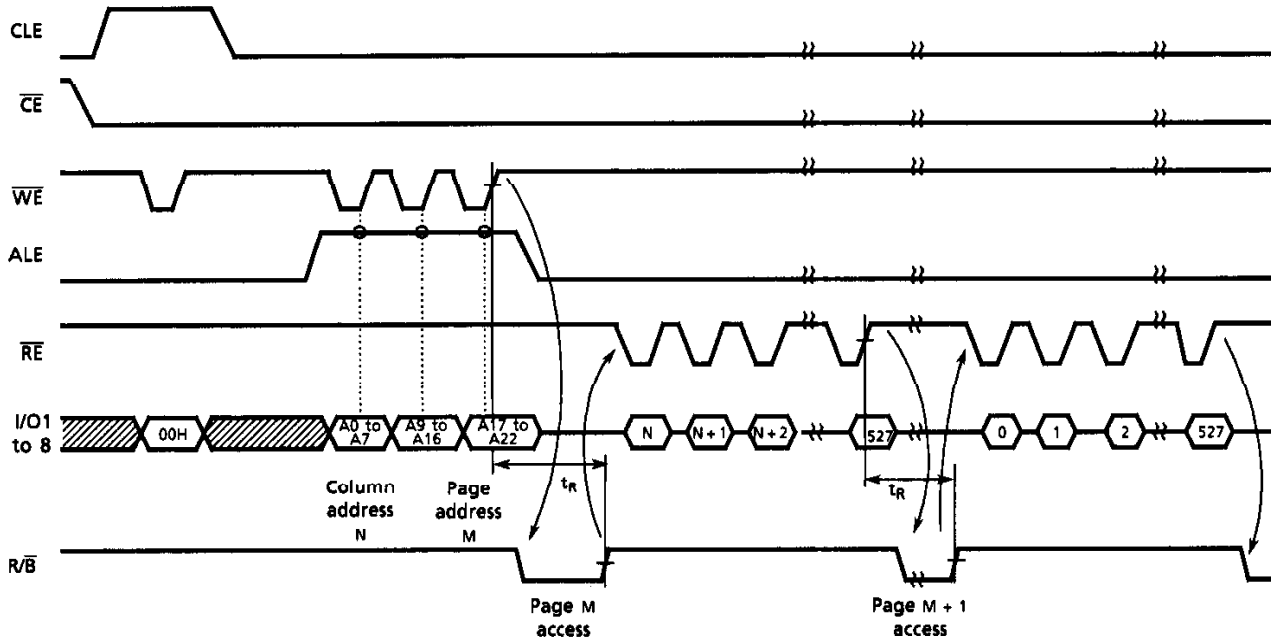 CLE
CE
WE
ALE
RE
I/O1
to 8
00H
A0 to
A7
A9 to
A16
A17 to
A22
N
N + 1
N + 2
527
0
1
2
527
Column
address
N
Page
address
M
tR
tR
R/B
Page M
access
Page M + 1
access